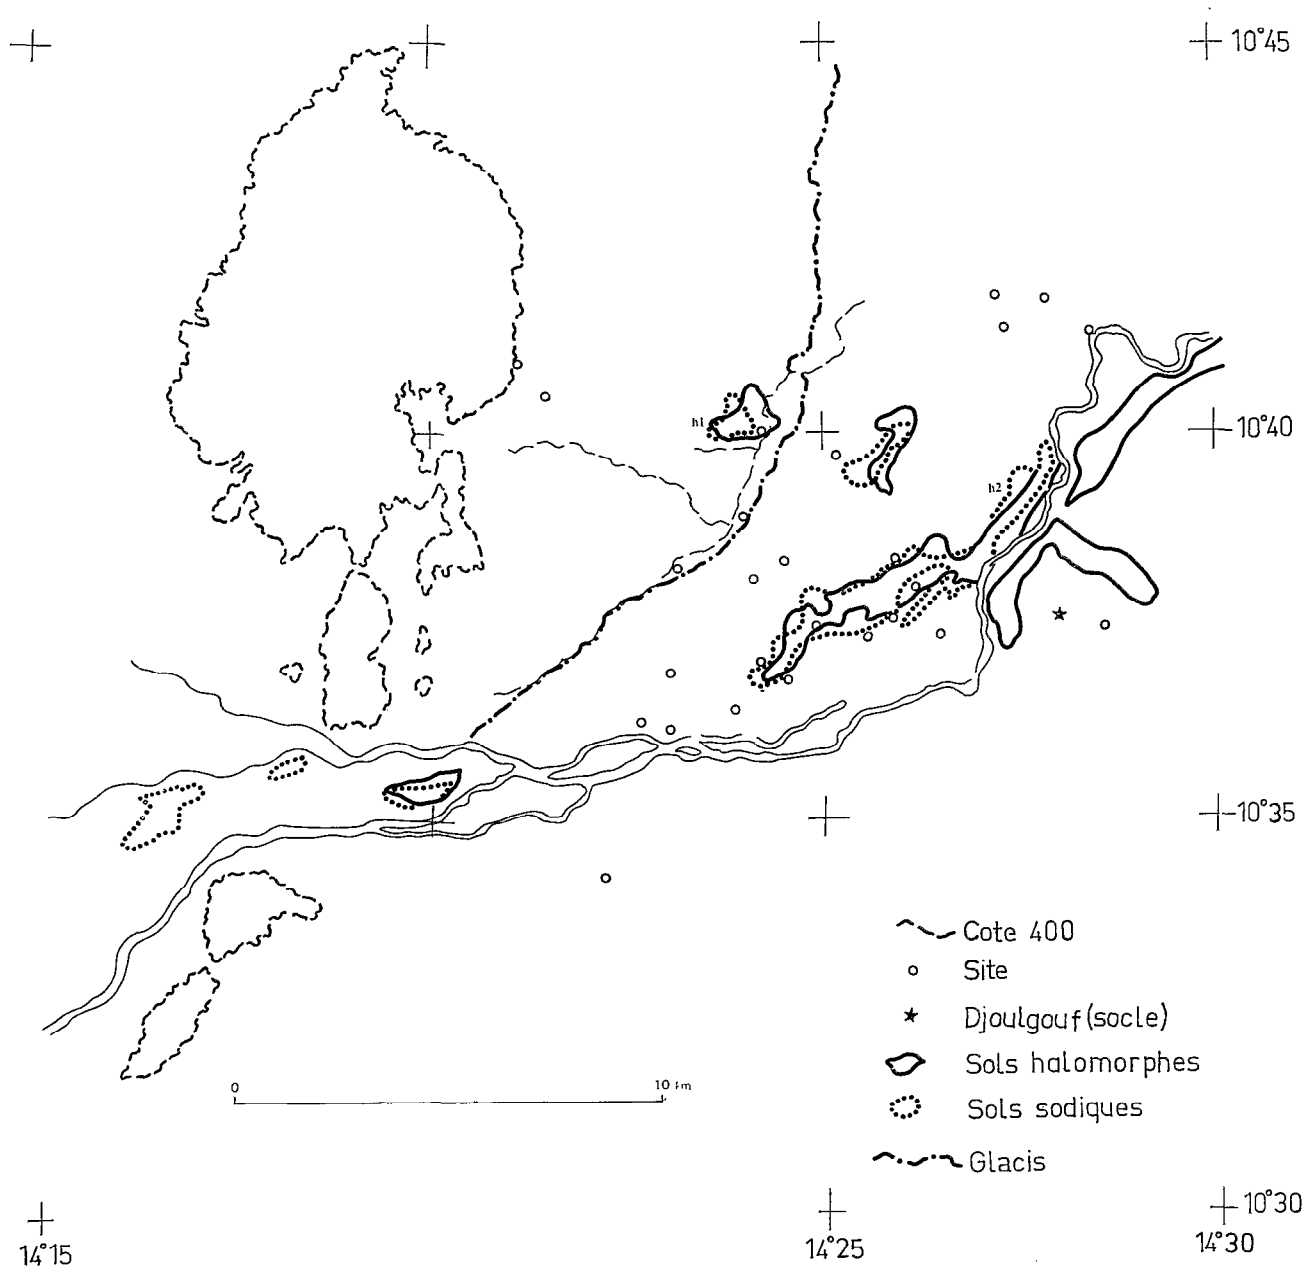 10°45
h1
10°40
h2
10°35
Cote 400
Site
Djoulgouf (socle)
0
10 km
Sols halomorphes
Sols sodiques
Glacis
10°30
14°15
14°25
14°30